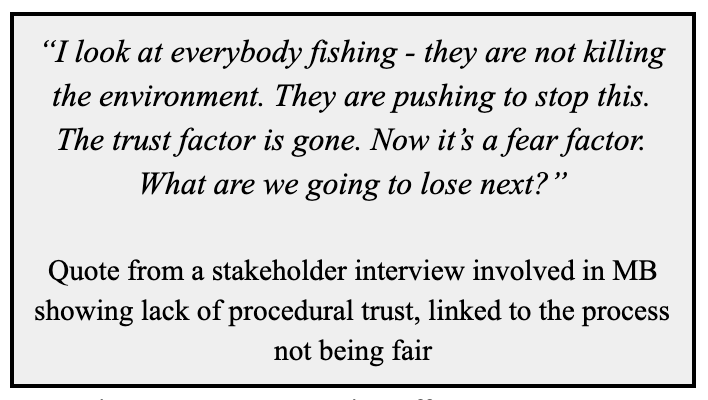 “I look at everybody fishing - they are not killing
the environment. They are pushing to stop this.
The trust factor is gone. Now it’s a fear factor.
What are we going to lose next?”
Quote from a stakeholder interview involved in MB
showing lack of procedural trust, linked to the process
not being fair